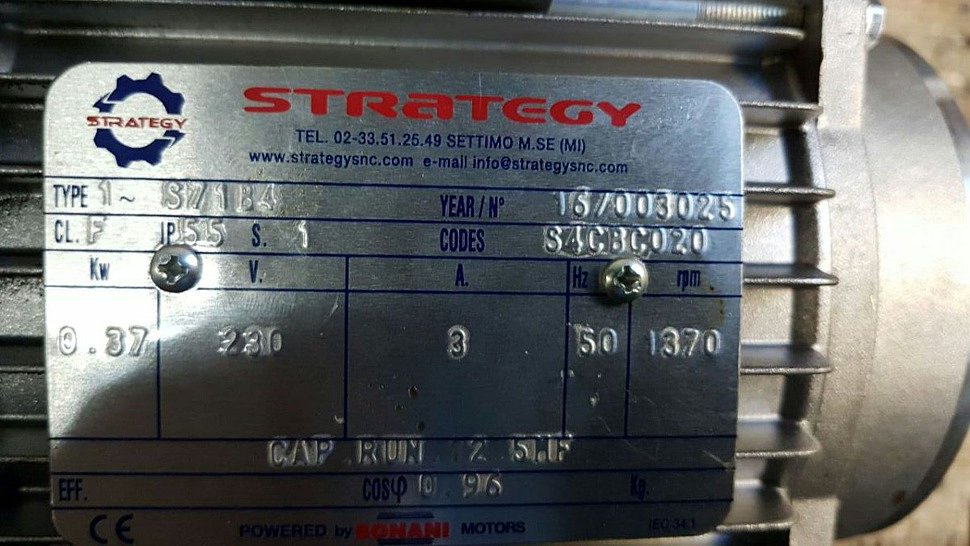 STRATEGY
STRATEGY
TEL. 02-33.51.25.49 SETTIMO M.SE (MI)
www.strategysnc.com e-mail info@strategysnc.com
TYPE 1~ S71B4 YEAR / N° 16/003025
CL. F IP 55 S. 1 CODES S4CBC020
Kw V. A. Hz rpm
0.37 230 3 50 1370
CAP.RUN 5MF
EFF. COSφ 0.96 Kg.
CE POWERED by BONANI MOTORS IEC 34.1